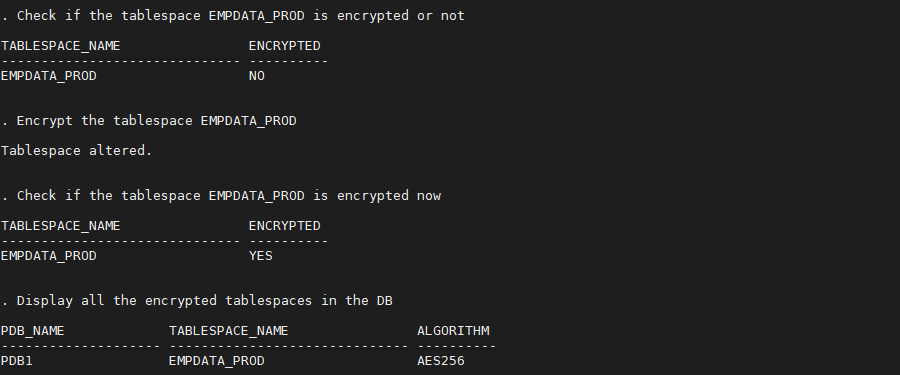 . Check if the tablespace EMPDATA_PROD is encrypted or not
TABLESPACE_NAME                ENCRYPTED
------------------------------ ----------
EMPDATA_PROD                   NO
. Encrypt the tablespace EMPDATA_PROD
Tablespace altered.
. Check if the tablespace EMPDATA_PROD is encrypted now
TABLESPACE_NAME                ENCRYPTED
------------------------------ ----------
EMPDATA_PROD                   YES
. Display all the encrypted tablespaces in the DB
PDB_NAME             TABLESPACE_NAME                ALGORITHM
-------------------- ------------------------------ ----------
PDB1                 EMPDATA_PROD                   AES256